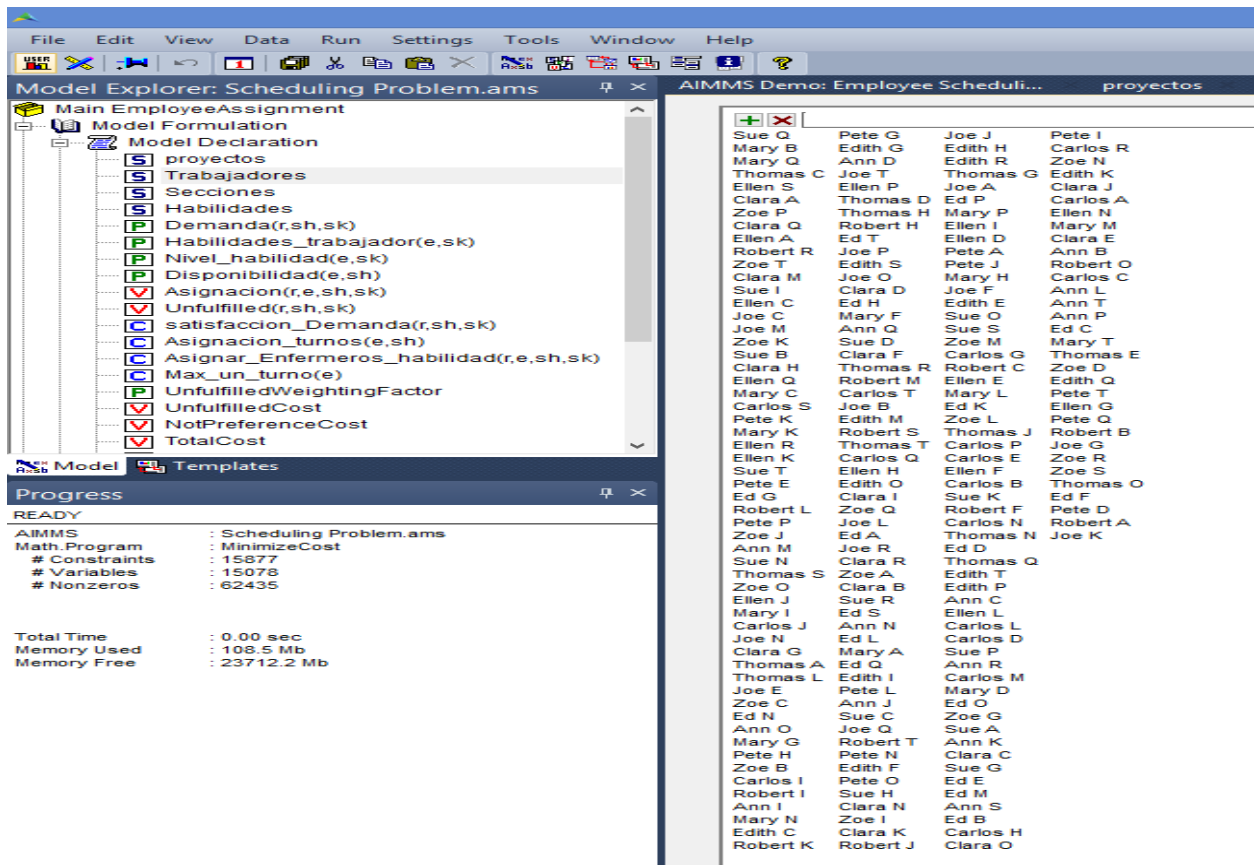 File Edit View Data Run Settings Tools Window Help
Model Explorer: Scheduling Problem.ams
Main EmployeeAssignment
Model Formulation
Model Declaration
S proyectos
S Trabajadores
S Secciones
S Habilidades
P Demanda(r,sh,sk)
P Habilidades_trabajador(e,sk)
P Nivel_habilidad(e,sk)
P Disponibilidad(e,sh)
V Asignacion(r,e,sh,sk)
V Unfulfilled(r,sh,sk)
C satisfaccion_Demanda(r,sh,sk)
C Asignacion_turnos(e,sh)
C Asignar_Enfermeros_habilidad(r,e,sh,sk)
C Max_un_turno(e)
P UnfulfilledWeightingFactor
V UnfulfilledCost
V NotPreferenceCost
V TotalCost
Model Templates
Progress
READY
AIMMS : Scheduling Problem.ams
Math.Program : MinimizeCost
# Constraints : 15877
# Variables : 15078
# Nonzeros : 62435
Total Time : 0.00 sec
Memory Used : 108.5 Mb
Memory Free : 23712.2 Mb
AIMMS Demo: Employee Scheduli... proyectos
Sue Q Pete G Joe J Pete I
Mary B Edith G Edith H Carlos R
Mary Q Ann D Edith R Zoe N
Thomas C Joe T Thomas G Edith K
Ellen S Ellen P Joe A Clara J
Clara A Thomas D Ed P Carlos A
Zoe P Thomas H Mary P Ellen N
Clara Q Robert H Ellen I Mary M
Ellen A Ed T Ellen D Clara E
Robert R Joe P Pete A Ann B
Zoe T Edith S Pete J Robert O
Clara M Joe O Mary H Carlos C
Sue I Clara D Joe F Ann L
Ellen C Ed H Edith E Ann T
Joe C Mary F Sue O Ann P
Joe M Ann Q Sue S Ed C
Zoe K Sue D Zoe M Mary T
Sue B Clara F Carlos G Thomas E
Clara H Thomas R Robert C Zoe D
Ellen Q Robert M Ellen E Edith Q
Mary C Carlos T Mary L Pete T
Carlos S Joe B Ed K Ellen G
Pete K Edith M Zoe L Pete Q
Mary K Robert S Thomas J Robert B
Ellen R Thomas T Carlos P Joe G
Ellen K Carlos Q Carlos E Zoe R
Sue T Ellen H Ellen F Zoe S
Pete E Edith O Carlos B Thomas O
Ed G Clara I Sue K Ed F
Robert L Zoe Q Robert F Pete D
Pete P Joe L Carlos N Robert A
Zoe J Ed A Thomas N Joe K
Ann M Joe R Ed D
Sue N Clara R Thomas Q
Thomas S Zoe A Edith T
Zoe O Clara B Edith P
Ellen J Sue R Ann C
Mary I Ed S Ellen L
Carlos J Ann N Carlos L
Joe N Ed L Carlos D
Clara G Mary A Sue P
Thomas A Ed Q Ann R
Thomas L Edith I Carlos M
Joe E Pete L Mary D
Zoe C Ann J Ed O
Ed N Sue C Zoe G
Ann O Joe Q Sue A
Mary G Robert T Ann K
Pete H Pete N Clara C
Zoe B Edith F Sue G
Carlos I Pete O Ed E
Robert I Sue H Ed M
Ann I Clara N Ann S
Mary N Zoe I Ed B
Edith C Clara K Carlos H
Robert K Robert J Clara O